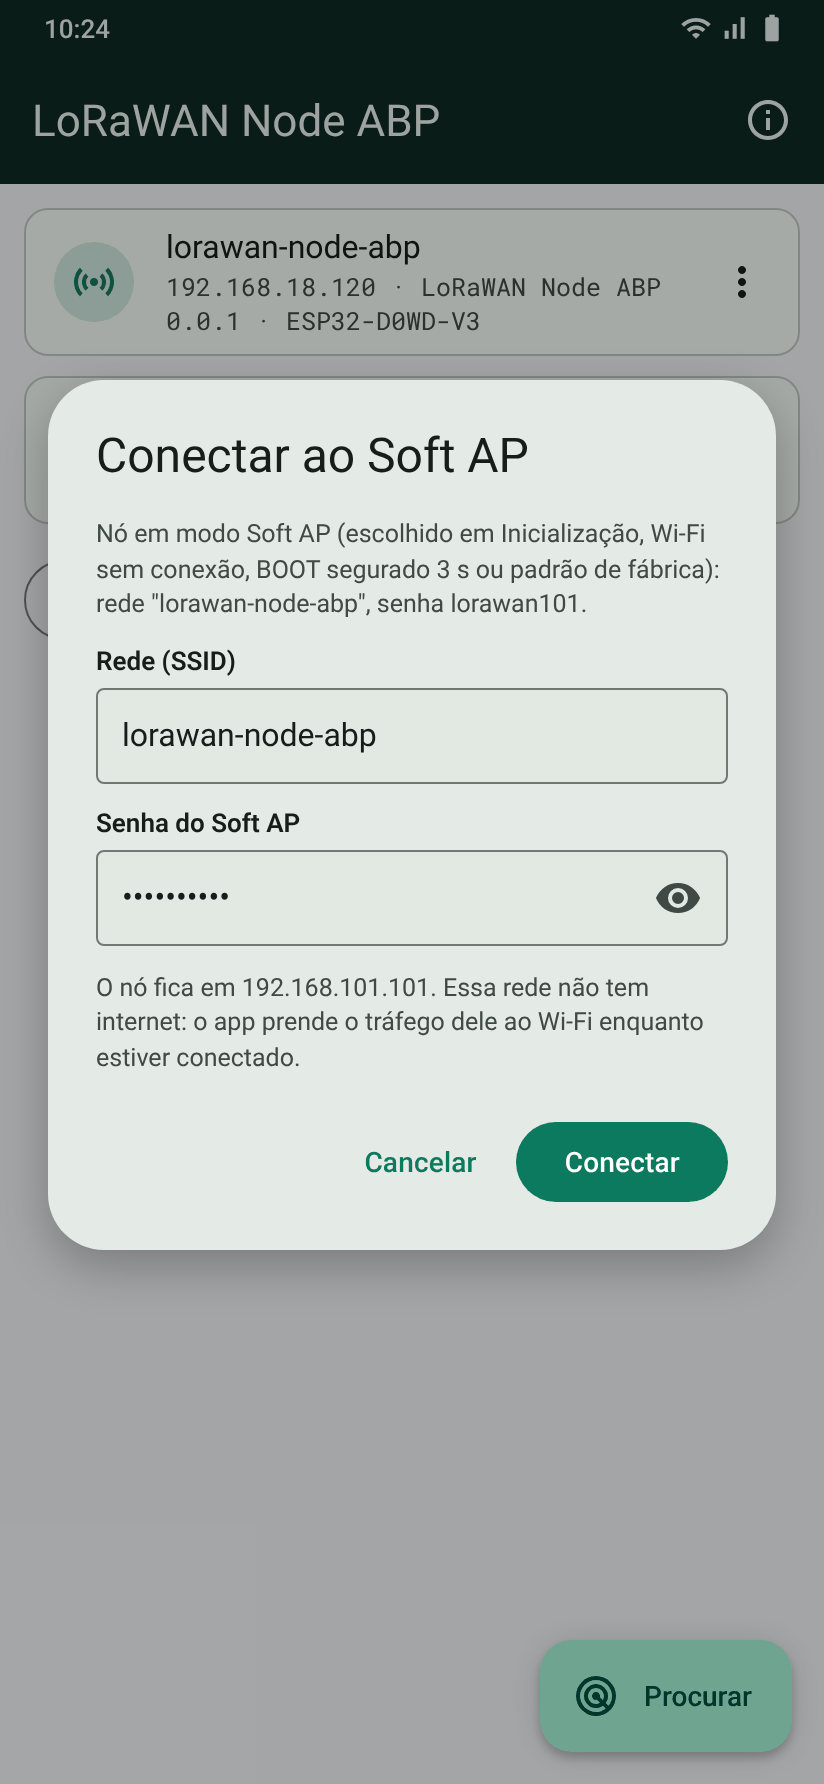 10:24
LoRaWAN Node ABP
lorawan-node-abp
192.168.18.120 · LoRaWAN Node ABP
0.0.1 · ESP32-D0WD-V3
Conectar ao Soft AP
Nó em modo Soft AP (escolhido em Inicialização, Wi-Fi
sem conexão, BOOT segurado 3 s ou padrão de fábrica):
rede "lorawan-node-abp", senha lorawan101.
Rede (SSID)
lorawan-node-abp
Senha do Soft AP
••••••••••
O nó fica em 192.168.101.101. Essa rede não tem
internet: o app prende o tráfego dele ao Wi-Fi enquanto
estiver conectado.
Cancelar
Conectar
Procurar